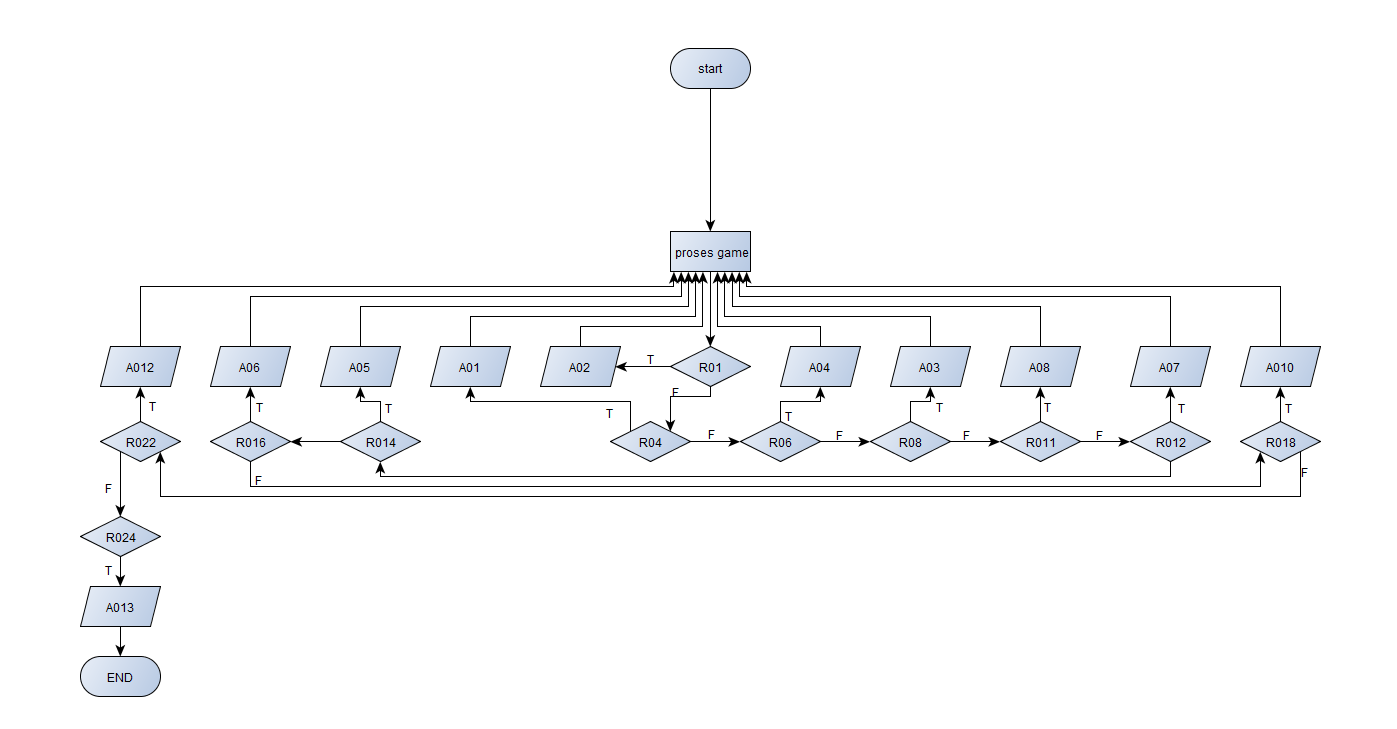 start
proses game
A012
A06
A05
A01
A02
T
R01
A04
A03
A08
A07
A010
F
T
T
T
T
T
T
T
T
T
R022
R016
R014
R04
F
R06
F
R08
F
R011
F
R012
R018
F
F
F
R024
T
A013
END